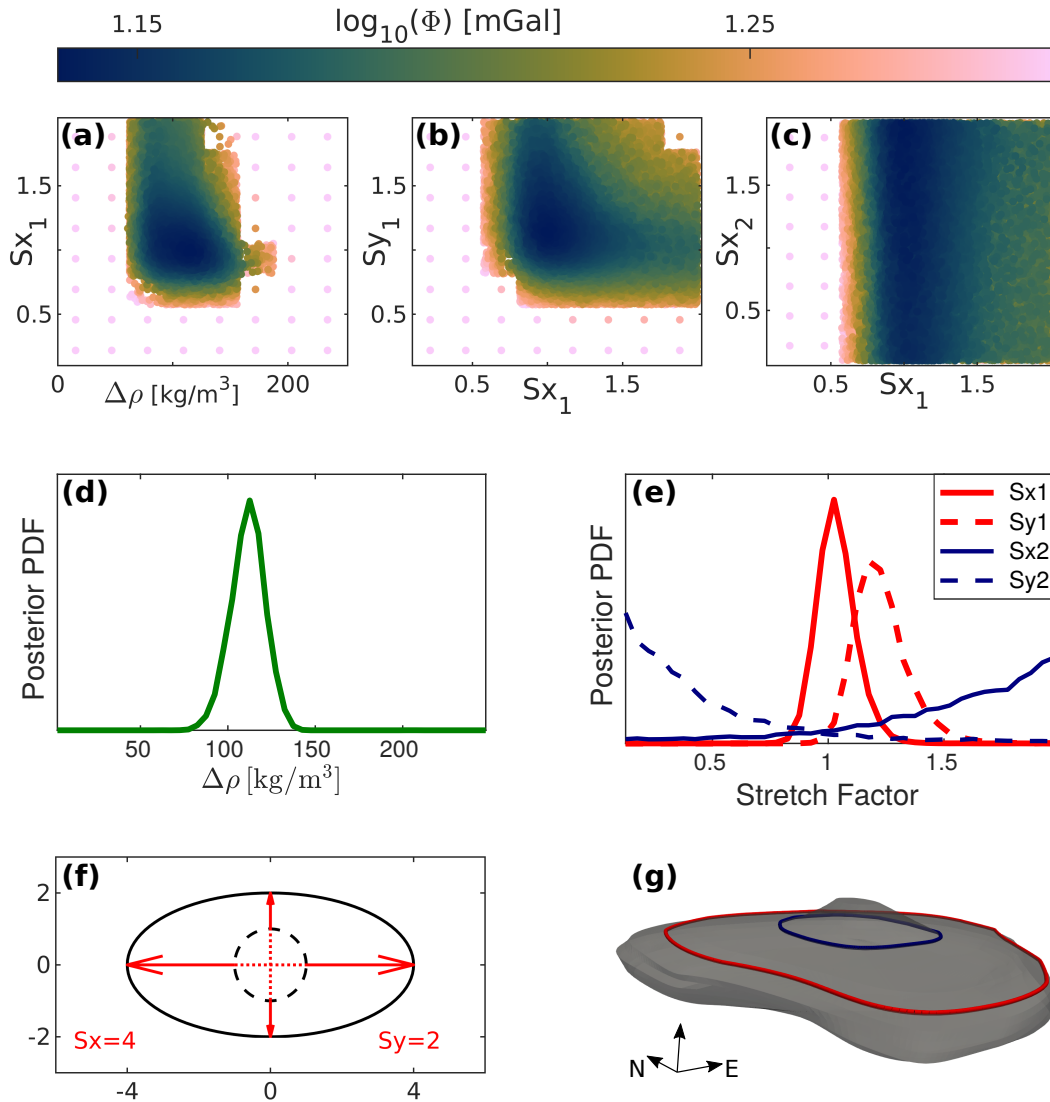 log10(Φ) [mGal]
1.15 1.25
(a) (b) (c)
Sx1
1.5
0.5
0 200
Δρ [kg/m³]
Sy1
1.5
0.5
0.5 1.5
Sx1
Sx2
1.5
0.5
0.5 1.5
Sx1
(d)
Posterior PDF
50 100 150 200
Δρ [kg/m³]
(e)
Sx1
Sy1
Sx2
Sy2
Posterior PDF
0.5 1 1.5
Stretch Factor
(f)
2
0
-2
Sx=4 Sy=2
-4 0 4
(g)
N E